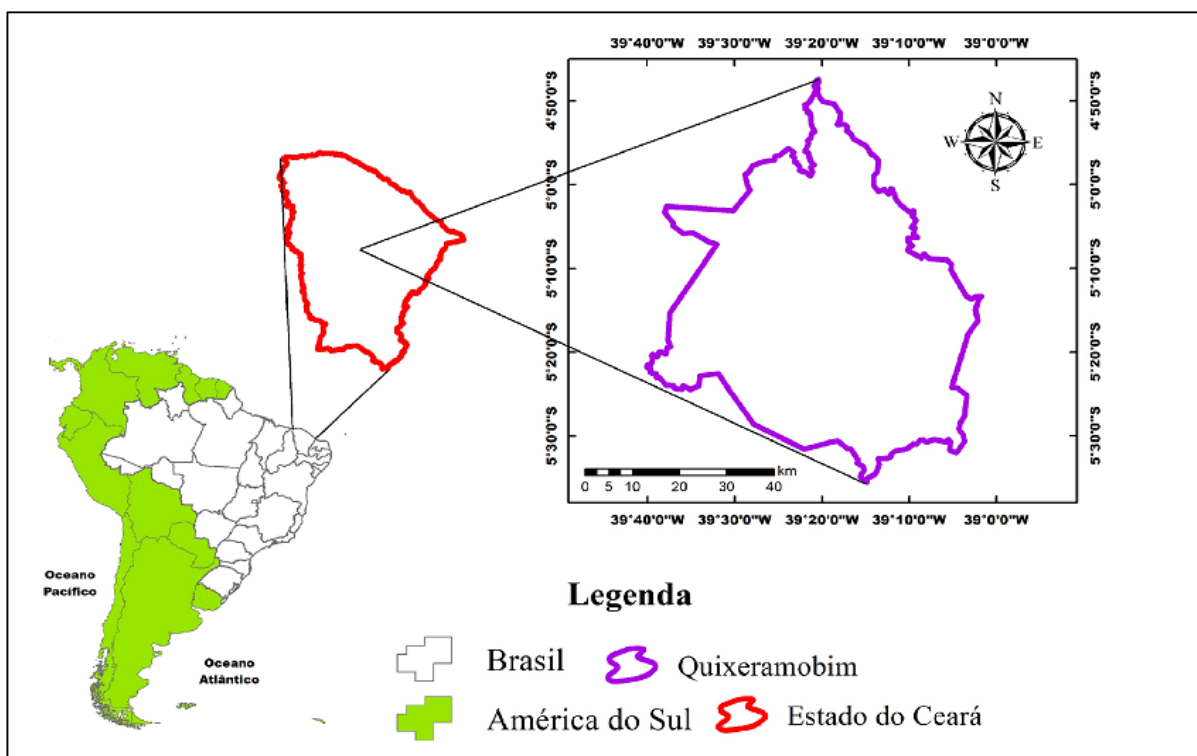 39°40'0"W 39°30'0"W 39°20'0"W 39°10'0"W 39°0'0"W
4°50'0"S
5°0'0"S
5°10'0"S
5°20'0"S
5°30'0"S
N
W E
S
4°50'0"S
5°0'0"S
5°10'0"S
5°20'0"S
5°30'0"S
km
0 5 10 20 30 40
39°40'0"W 39°30'0"W 39°20'0"W 39°10'0"W 39°0'0"W
Oceano
Pacífico
Oceano
Atlântico
Legenda
Brasil
Quixeramobim
América do Sul
Estado do Ceará